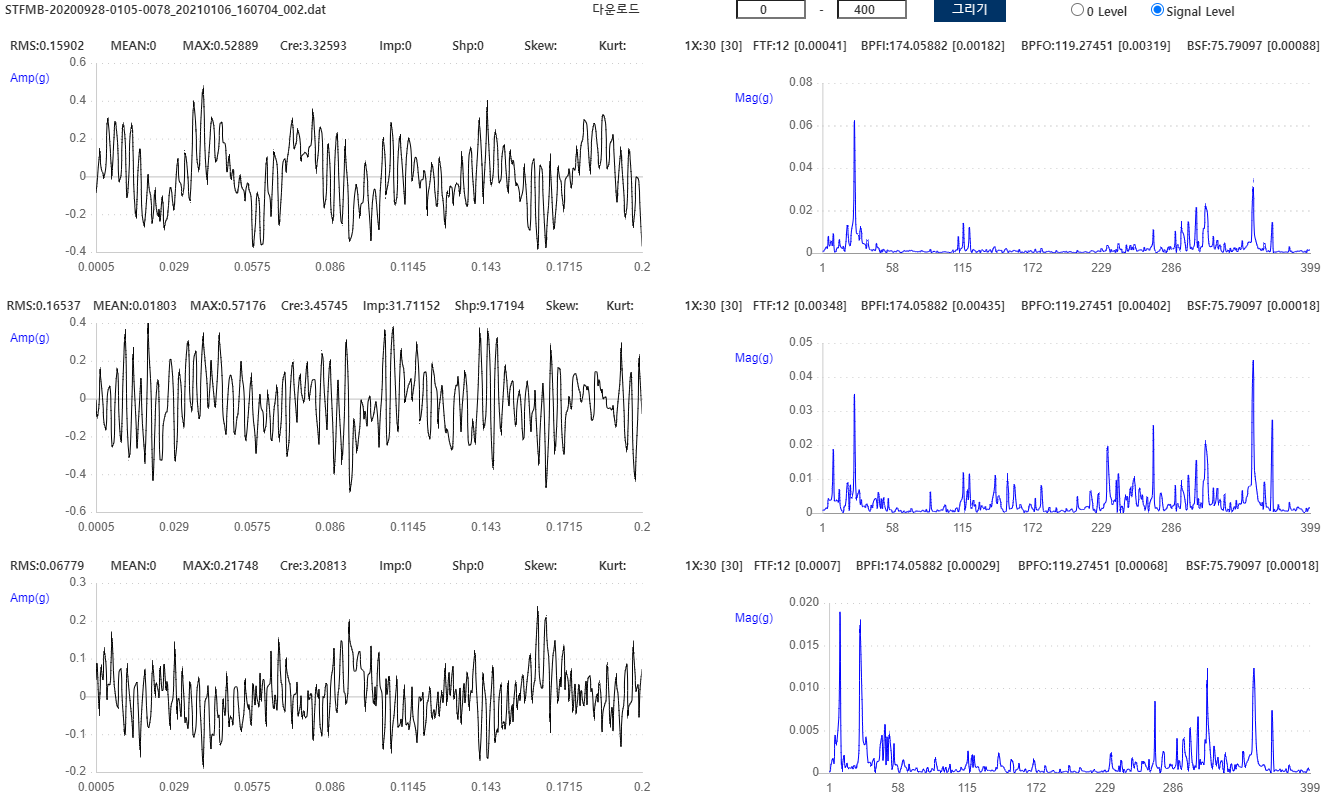 STFMB-20200928-0105-0078_20210106_160704_002.dat 다운로드 0 - 400 그리기 0 Level Signal Level
RMS:0.15902 MEAN:0 MAX:0.52889 Cre:3.32593 Imp:0 Shp:0 Skew: Kurt:
Amp(g)
0.6
0.4
0.2
0
-0.2
-0.4
0.0005 0.029 0.0575 0.086 0.1145 0.143 0.1715 0.2
1X:30 [30] FTF:12 [0.00041] BPFI:174.05882 [0.00182] BPFO:119.27451 [0.00319] BSF:75.79097 [0.00088]
Mag(g)
0.08
0.06
0.04
0.02
0
1 58 115 172 229 286 399
RMS:0.16537 MEAN:0.01803 MAX:0.57176 Cre:3.45745 Imp:31.71152 Shp:9.17194 Skew: Kurt:
Amp(g)
0.4
0.2
0
-0.2
-0.4
-0.6
0.0005 0.029 0.0575 0.086 0.1145 0.143 0.1715 0.2
1X:30 [30] FTF:12 [0.00348] BPFI:174.05882 [0.00435] BPFO:119.27451 [0.00402] BSF:75.79097 [0.00018]
Mag(g)
0.05
0.04
0.03
0.02
0.01
0
1 58 115 172 229 286 399
RMS:0.06779 MEAN:0 MAX:0.21748 Cre:3.20813 Imp:0 Shp:0 Skew: Kurt:
Amp(g)
0.3
0.2
0.1
0
-0.1
-0.2
0.0005 0.029 0.0575 0.086 0.1145 0.143 0.1715 0.2
1X:30 [30] FTF:12 [0.0007] BPFI:174.05882 [0.00029] BPFO:119.27451 [0.00068] BSF:75.79097 [0.00018]
Mag(g)
0.020
0.015
0.010
0.005
0
1 58 115 172 229 286 399